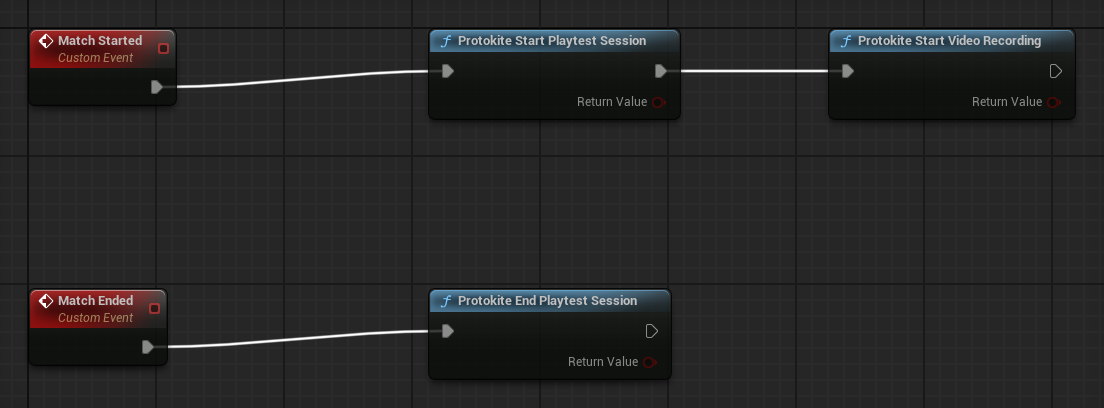 Match Started
Custom Event
Protokite Start Playtest Session
Return Value
Protokite Start Video Recording
Return Value
Match Ended
Custom Event
Protokite End Playtest Session
Return Value